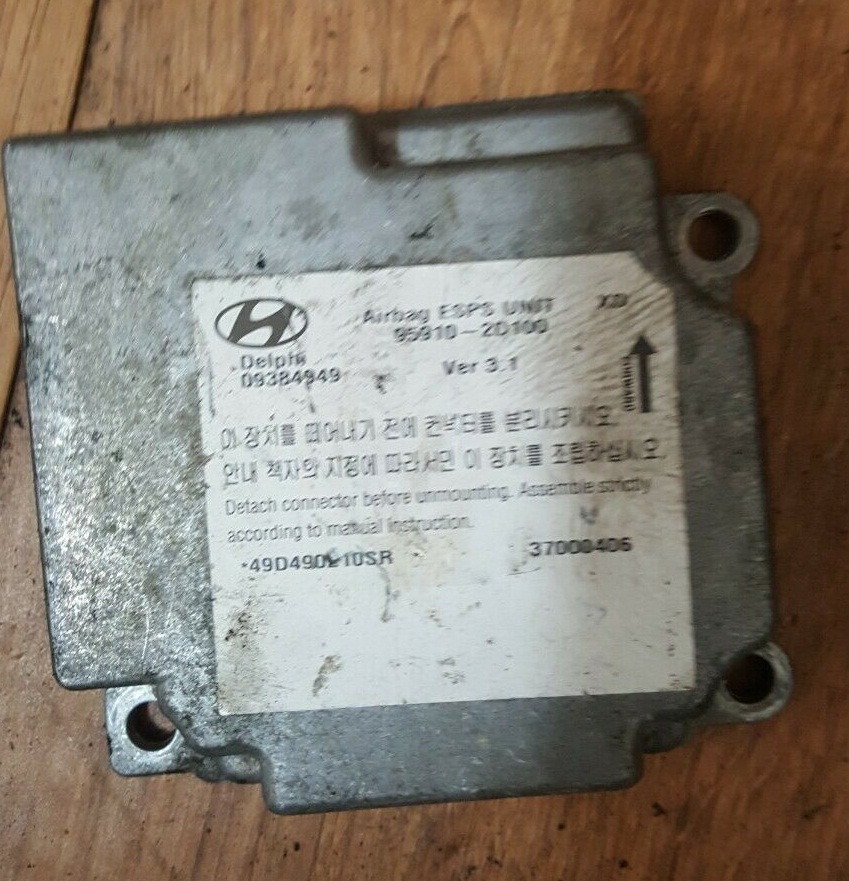 Airbag ESPS UNIT XD
95910-2D100
Delphi
09384949
Ver 3.1
FORWARD
이 장치를 떼어내기 전에 컨넥터를 분리시키시오.
안내 책자의 지정에 따라서만 이 장치를 조립하십시오.
Detach connector before unmounting. Assemble strictly
according to manual instruction.
37000406